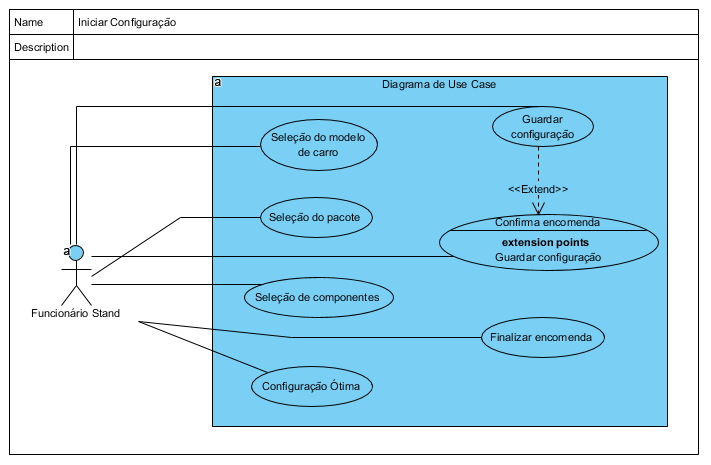 Name Iniciar Configuração
Description
a
Diagrama de Use Case
Guardar
configuração
Seleção do modelo
de carro
<<Extend>>
Seleção do pacote
Confirma encomenda
extension points
Guardar configuração
a
Seleção de componentes
Funcionário Stand
Finalizar encomenda
Configuração Ótima